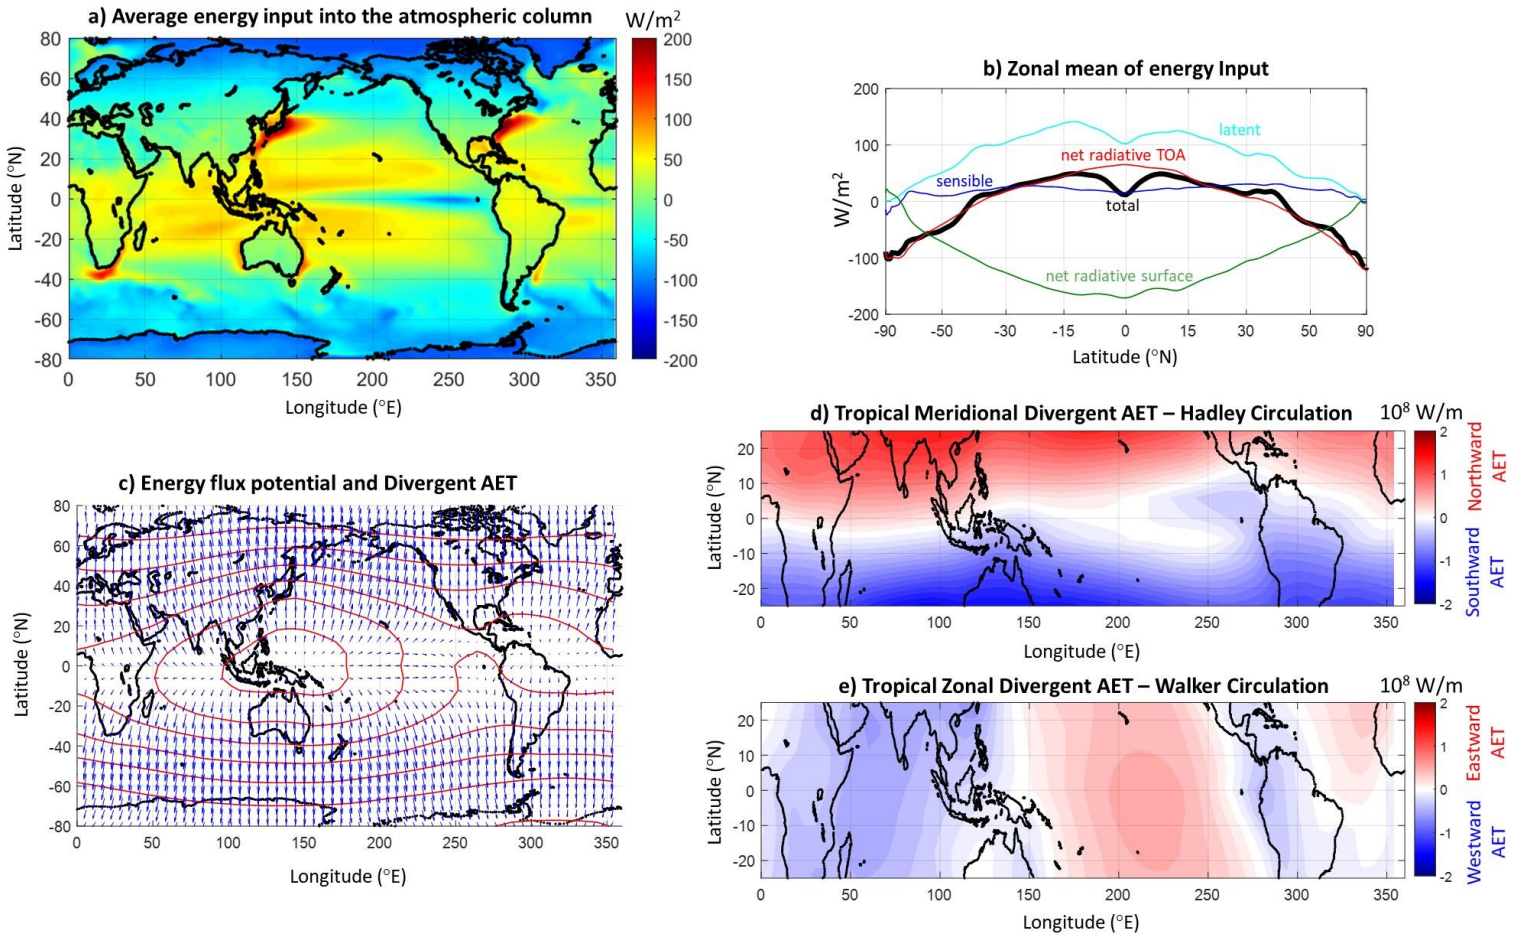 a) Average energy input into the atmospheric column
W/m2
80
60
40
20
0
-20
-40
-60
-80
Latitude (°N)
0 50 100 150 200 250 300 350
Longitude (°E)
200
150
100
50
0
-50
-100
-150
-200
b) Zonal mean of energy Input
200
100
0
-100
-200
W/m2
latent
net radiative TOA
sensible
total
net radiative surface
-90 -50 -30 -15 0 15 30 50 90
Latitude (°N)
c) Energy flux potential and Divergent AET
80
60
40
20
0
-20
-40
-60
-80
Latitude (°N)
0 50 100 150 200 250 300 350
Longitude (°E)
d) Tropical Meridional Divergent AET – Hadley Circulation
10^8 W/m
20
10
0
-10
-20
Latitude (°N)
0 50 100 150 200 250 300 350
Longitude (°E)
2
1
0
-1
-2
Northward
AET
Southward
AET
e) Tropical Zonal Divergent AET – Walker Circulation
10^8 W/m
20
10
0
-10
-20
Latitude (°N)
0 50 100 150 200 250 300 350
Longitude (°E)
2
1
0
-1
-2
Eastward
AET
Westward
AET